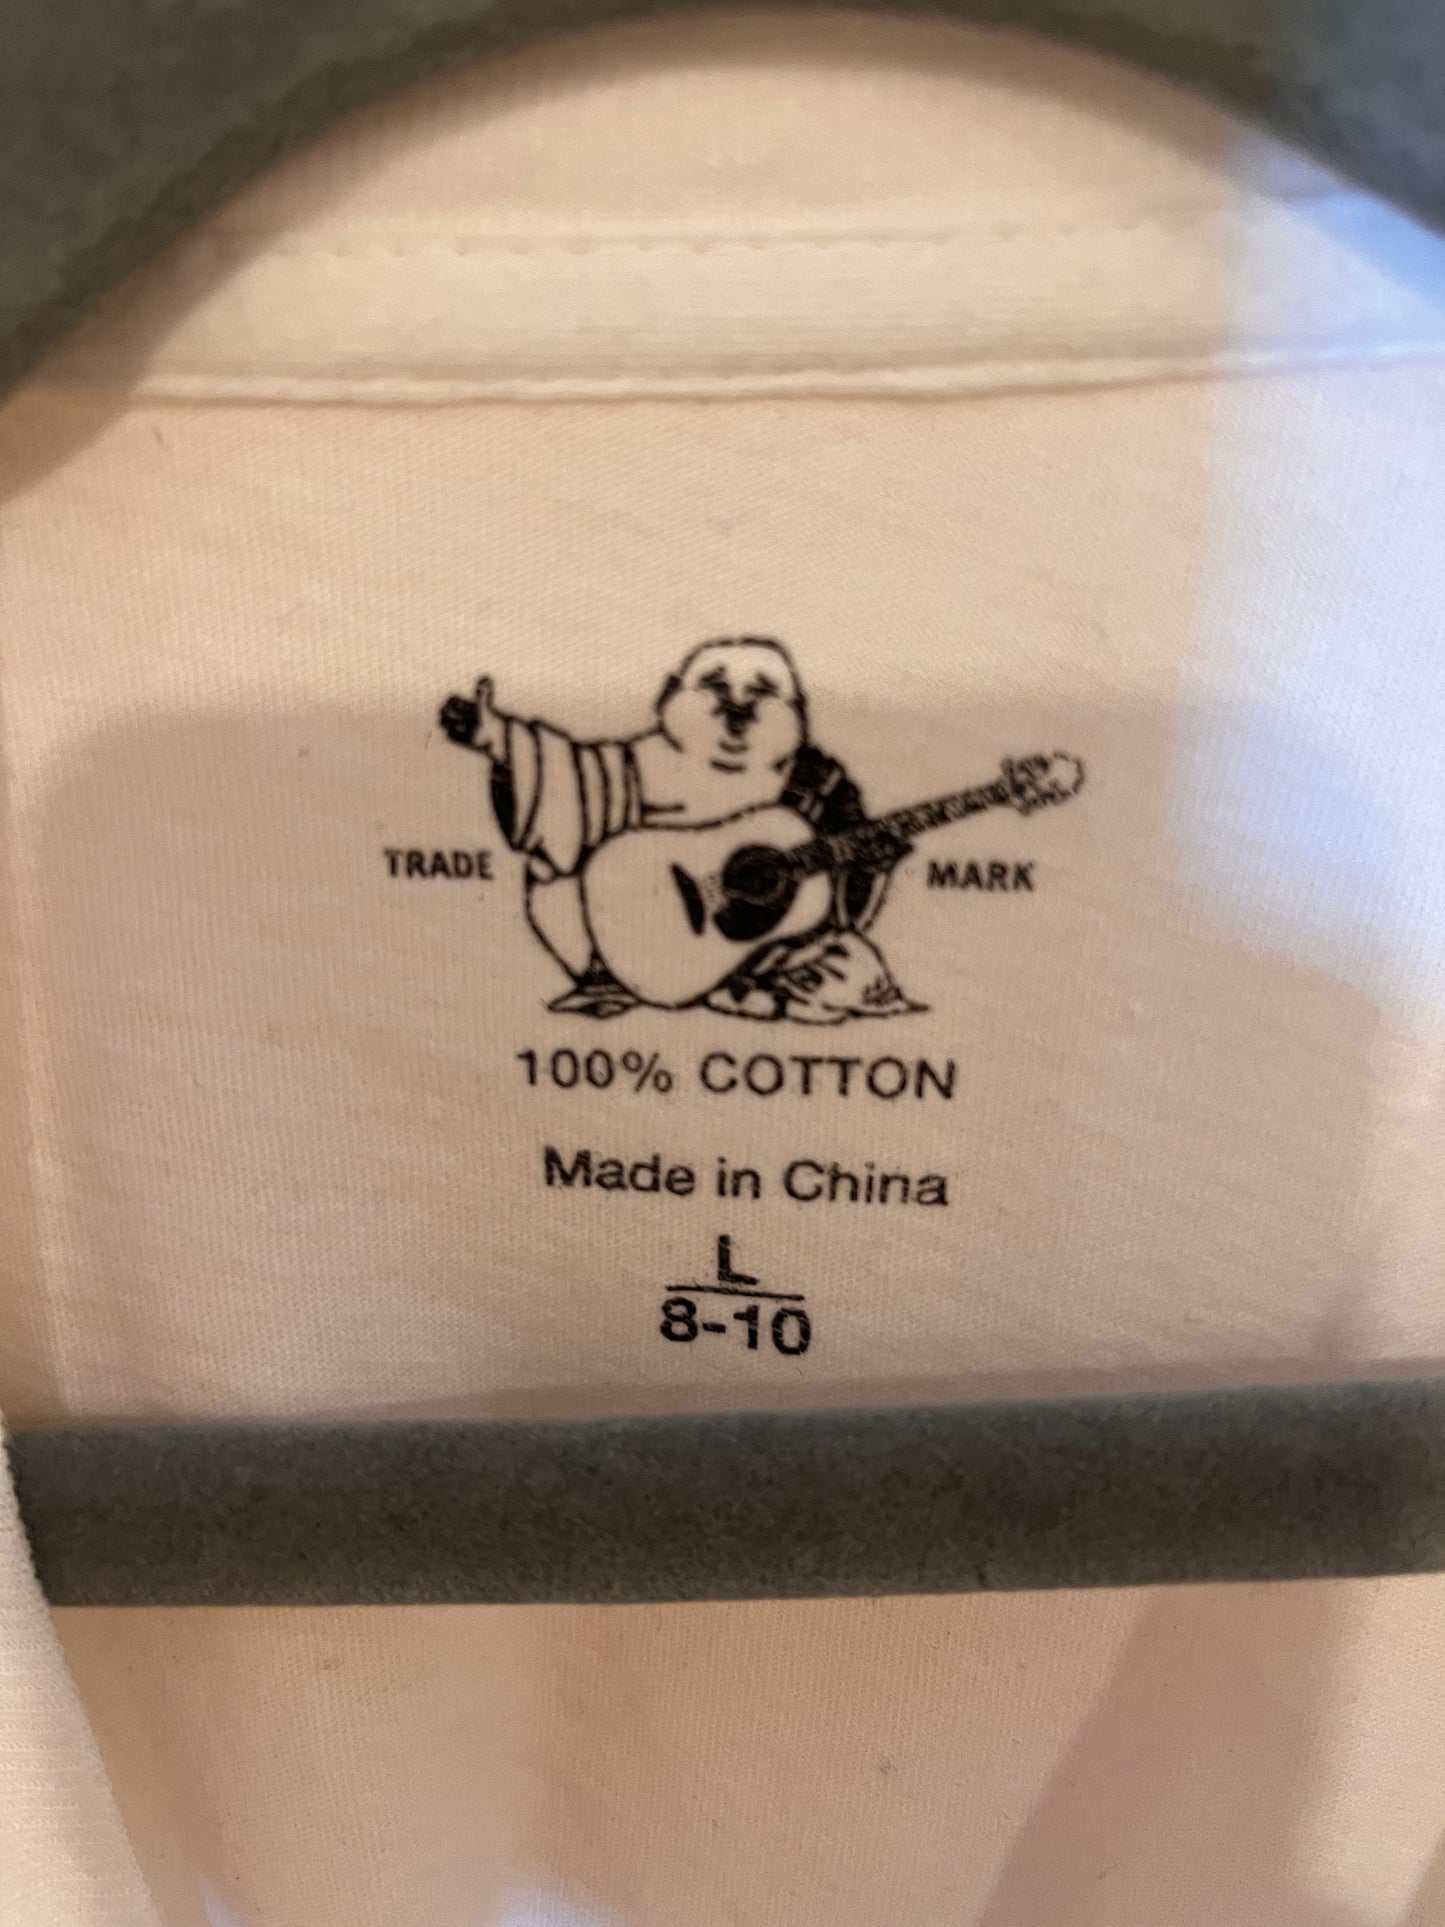 TRADE MARK
100% COTTON
Made in China
L
8-10